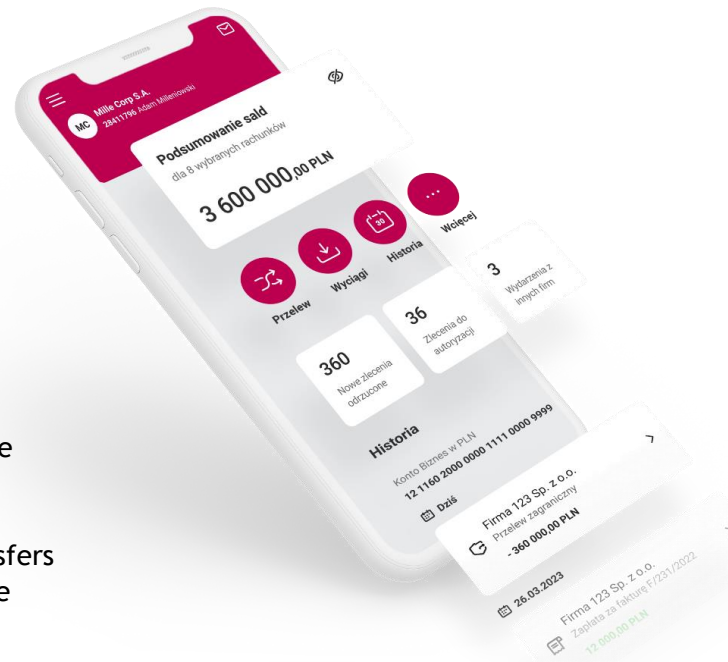 Mille Corp S.A.
MC
28411796 Adam Milleniowski
Podsumowanie sald
dla 8 wybranych rachunków
3 600 000,00 PLN
Przelew
Wyciągi
30
Historia
Wcięcej
360
Nowe zlecenia
odrzucone
36
Zlecenia do
autoryzacji
3
Wydarzenia z
innych firm
Historia
Konto Biznes w PLN
12 1160 2000 0000 1111 0000 9999
Dziś
Firma 123 Sp. z o.o.
Przelew zagraniczny
- 360 000,00 PLN
26.03.2023
Firma 123 Sp. z o.o.
Zapłata za fakturę F/231/2022
12 000,00 PLN
e
sfers
e